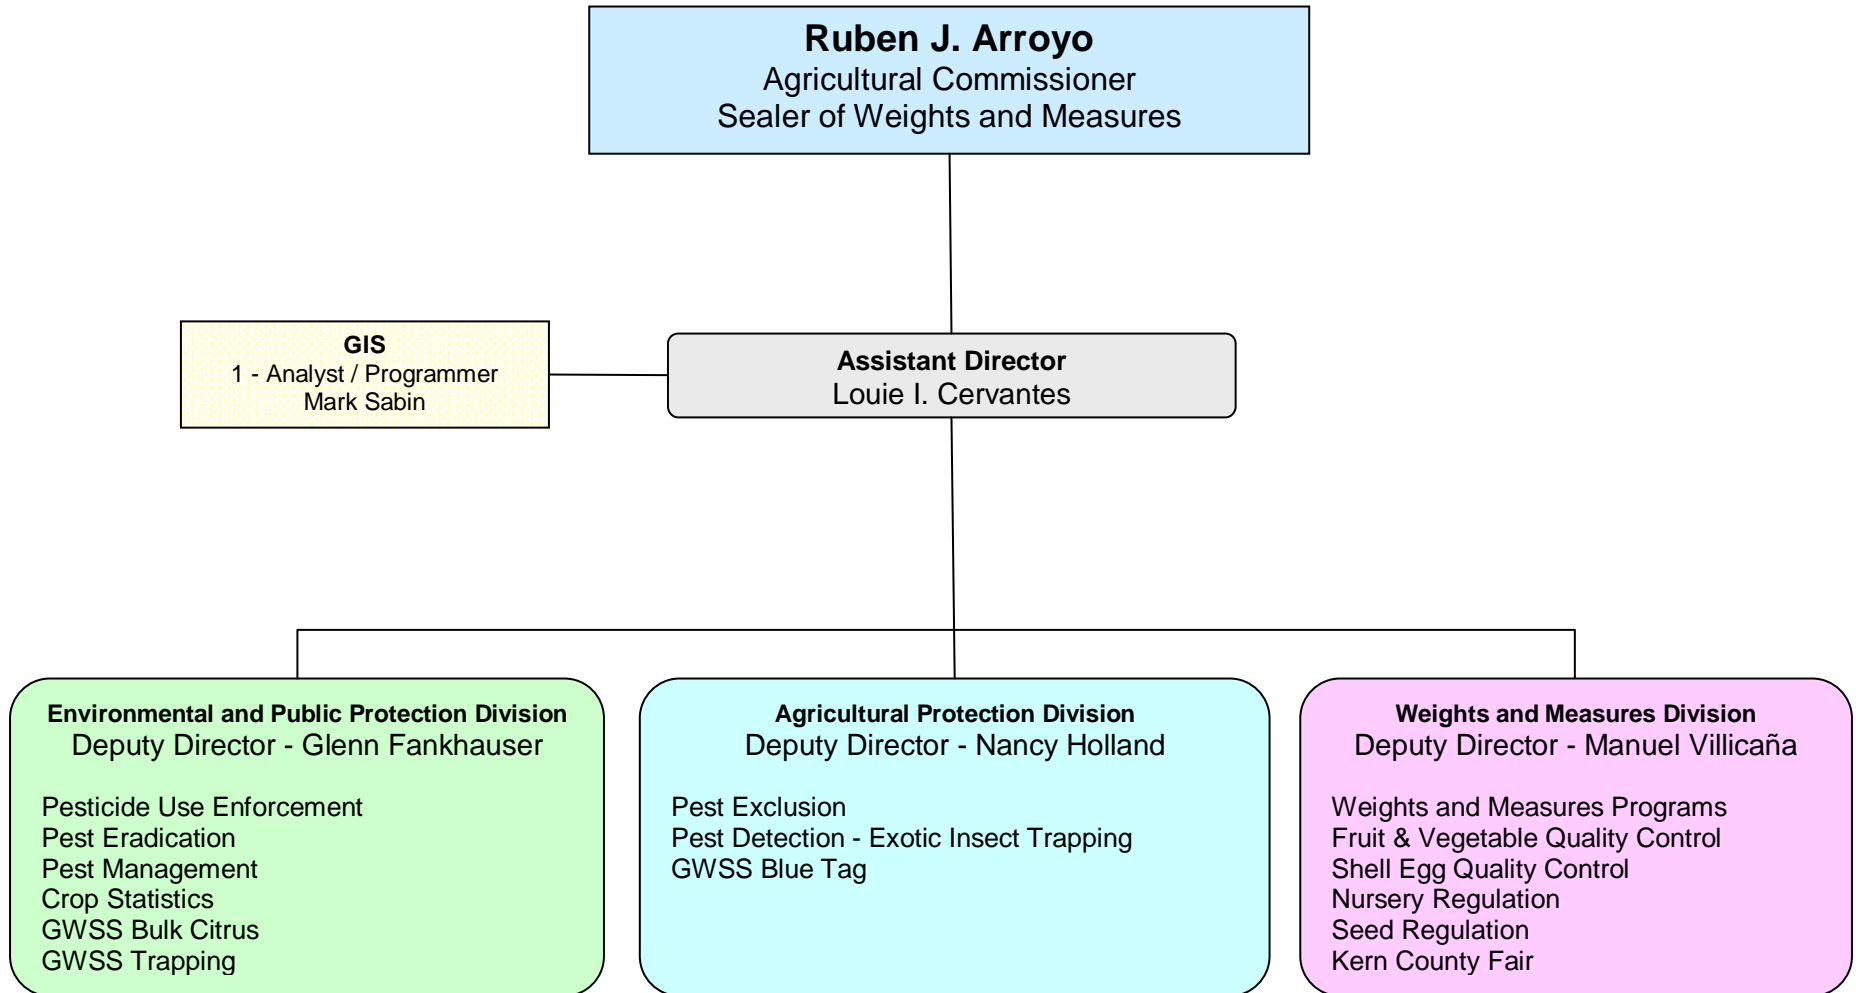 Ruben J. Arroyo
Agricultural Commissioner
Sealer of Weights and Measures
GIS
1 - Analyst / Programmer
Mark Sabin
Assistant Director
Louie I. Cervantes
Environmental and Public Protection Division
Deputy Director - Glenn Fankhauser
Pesticide Use Enforcement
Pest Eradication
Pest Management
Crop Statistics
GWSS Bulk Citrus
GWSS Trapping
Agricultural Protection Division
Deputy Director - Nancy Holland
Pest Exclusion
Pest Detection - Exotic Insect Trapping
GWSS Blue Tag
Weights and Measures Division
Deputy Director - Manuel Villicaña
Weights and Measures Programs
Fruit & Vegetable Quality Control
Shell Egg Quality Control
Nursery Regulation
Seed Regulation
Kern County Fair